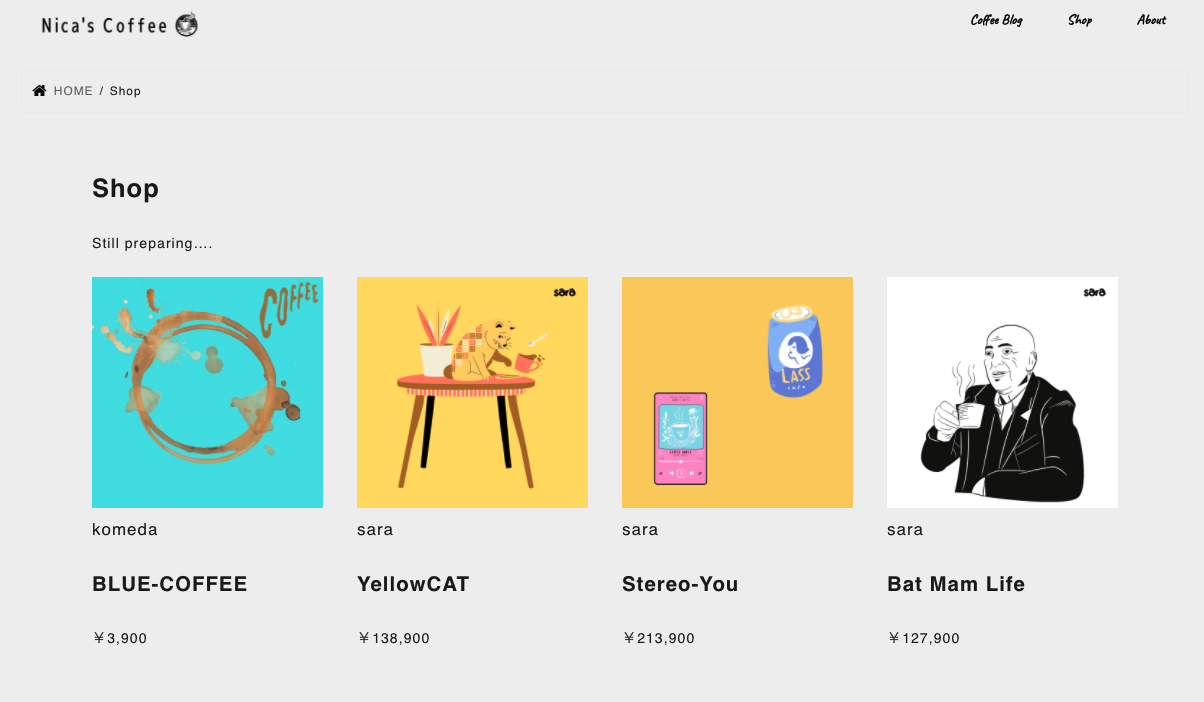 Nica's Coffee
Coffee Blog
Shop
About
HOME / Shop
Shop
Still preparing....
COFFEE
sara
LASS
cafe
sara
komeda
sara
sara
sara
BLUE-COFFEE
YellowCAT
Stereo-You
Bat Mam Life
￥3,900
￥138,900
￥213,900
￥127,900